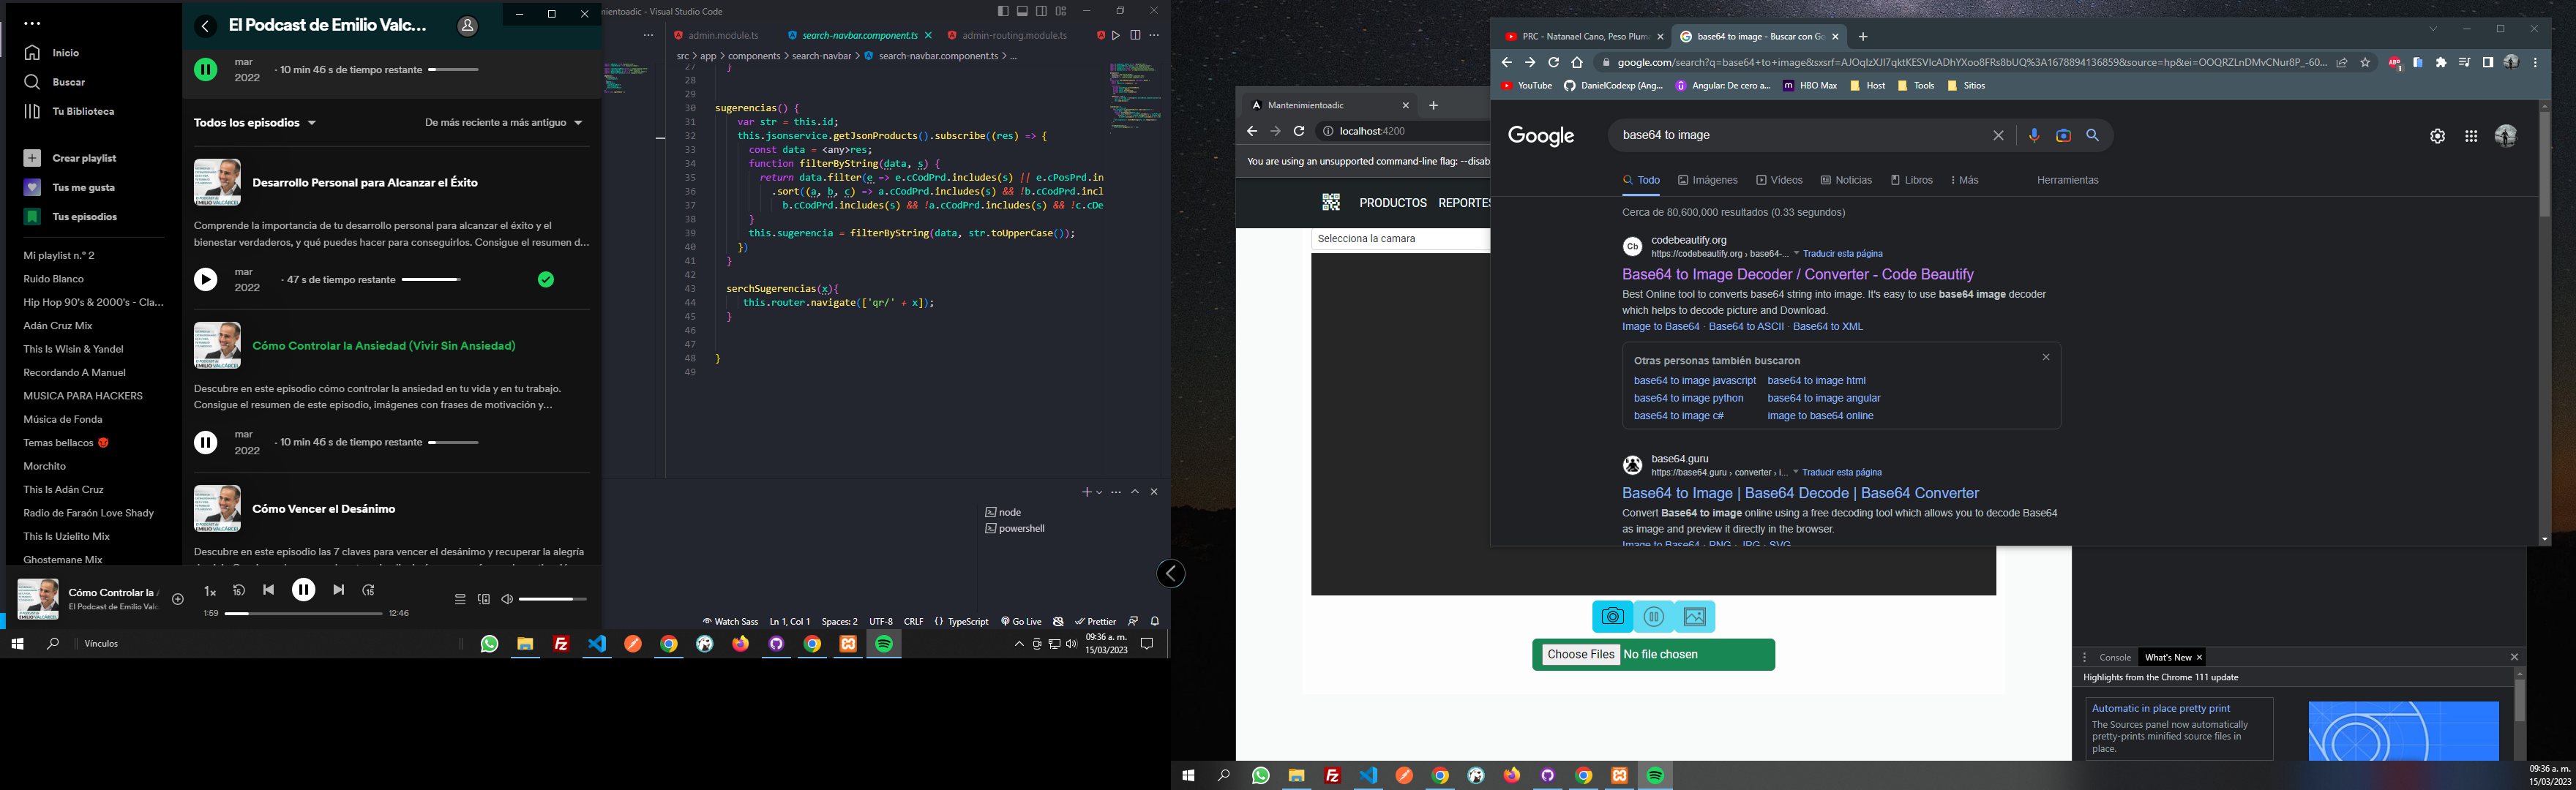 El Podcast de Emilio Valc...
Inicio
Buscar
Tu Biblioteca
Crear playlist
Tus me gusta
Tus episodios
Mi playlist n.° 2
Ruido Blanco
Hip Hop 90's & 2000's - Cla...
Adán Cruz Mix
This Is Wisin & Yandel
Recordando A Manuel
MUSICA PARA HACKERS
Música de Fonda
Temas bellacos
Morchito
This Is Adán Cruz
Radio de Faraón Love Shady
This Is Uzielito Mix
Ghostemane Mix
mar 2022 - 10 min 46 s de tiempo restante
Todos los episodios
De más reciente a más antiguo
Desarrollo Personal para Alcanzar el Éxito
Comprende la importancia de tu desarrollo personal para alcanzar el éxito y el
bienestar verdaderos, y qué puedes hacer para conseguirlos. Consigue el resumen d...
mar 2022 - 47 s de tiempo restante
Cómo Controlar la Ansiedad (Vivir Sin Ansiedad)
Descubre en este episodio cómo controlar la ansiedad en tu vida y en tu trabajo.
Consigue el resumen de este episodio, imágenes con frases de motivación y...
mar 2022 - 10 min 46 s de tiempo restante
Cómo Vencer el Desánimo
Descubre en este episodio las 7 claves para vencer el desánimo y recuperar la alegría
Cómo Controlar la A
El Podcast de Emilio Valc
1x
15
15
1:59
12:46
mientoadic - Visual Studio Code
admin.module.ts
search-navbar.component.ts
admin-routing.module.ts
src > app > components > search-navbar > search-navbar.component.ts > ...
27 }
28
29
30 sugerencias() {
31 var str = this.id;
32 this.jsonservice.getJsonProducts().subscribe((res) => {
33 const data = <any>res;
34 function filterByString(data, s) {
35 return data.filter(e => e.cCodPrd.includes(s) || e.cPosPrd.in
36 .sort((a, b, c) => a.cCodPrd.includes(s) && !b.cCodPrd.incl
37 b.cCodPrd.includes(s) && !a.cCodPrd.includes(s) && !c.cDe
38 }
39 this.sugerencia = filterByString(data, str.toUpperCase());
40 })
41 }
42
43 serchSugerencias(x){
44 this.router.navigate(['qr/' + x]);
45 }
46
47
48 }
49
node
powershell
Watch Sass
Ln 1, Col 1
Spaces: 2
UTF-8
CRLF
{ } TypeScript
Go Live
Prettier
Vínculos
09:36 a. m.
15/03/2023
Mantenimientoadic
localhost:4200
You are using an unsupported command-line flag: --disab
PRODUCTOS REPORTES
Selecciona la camara
Choose Files No file chosen
PRC - Natanael Cano, Peso Plum
base64 to image - Buscar con Go
google.com/search?q=base64+to+image&sxsrf=AJOqlzXJl7qktKESVIcADhYXoo8FRs8bUQ%3A1678894136859&source=hp&ei=OOQRZLnDMvCNur8P_-60...
YouTube
DanielCodexp (Ang...
Angular: De cero a...
HBO Max
Host
Tools
Sitios
Google
base64 to image
Todo
Imágenes
Vídeos
Noticias
Libros
Más
Herramientas
Cerca de 80,600,000 resultados (0.33 segundos)
Cb
codebeautify.org
https://codebeautify.org › base64-... Traducir esta página
Base64 to Image Decoder / Converter - Code Beautify
Best Online tool to converts base64 string into image. It's easy to use base64 image decoder
which helps to decode picture and Download.
Image to Base64 · Base64 to ASCII · Base64 to XML
Otras personas también buscaron
base64 to image javascript
base64 to image html
base64 to image python
base64 to image angular
base64 to image c#
image to base64 online
base64.guru
https://base64.guru › converter › i... Traducir esta página
Base64 to Image | Base64 Decode | Base64 Converter
Convert Base64 to image online using a free decoding tool which allows you to decode Base64
as image and preview it directly in the browser.
Image to Base64 · PNG · JPG · SVG
Console
What's New
Highlights from the Chrome 111 update
Automatic in place pretty print
The Sources panel now automatically
pretty-prints minified source files in
place.
09:36 a. m.
15/03/2023